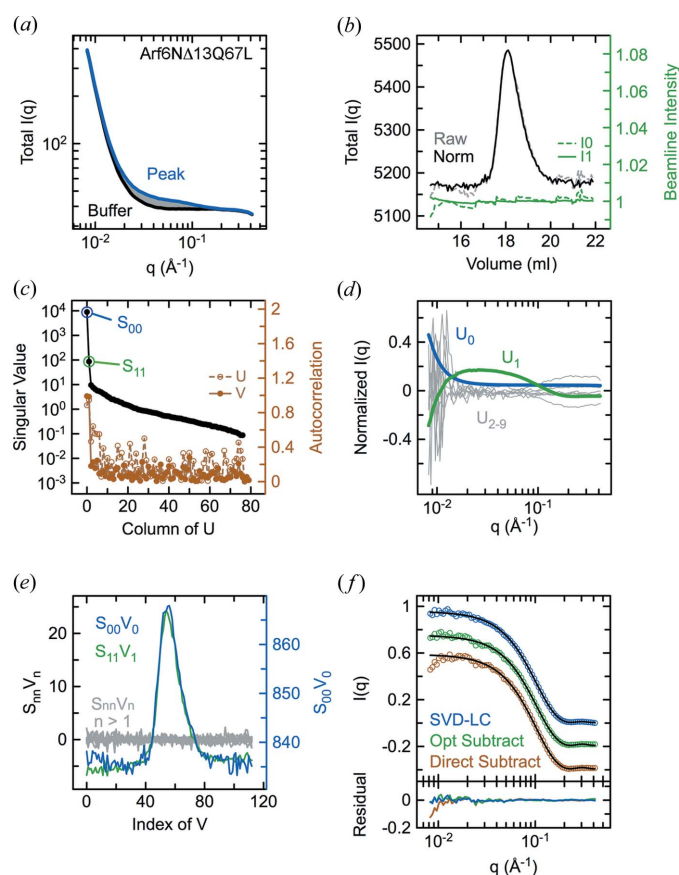 (a)
Arf6NΔ13Q67L
Total I(q)
10²
Peak
Buffer
10⁻² 10⁻¹
q (Å⁻¹)
(b)
Total I(q)
5500
5400
5300
5200
5100
Raw
Norm
I0
I1
1.08
1.06
1.04
1.02
1
Beamline Intensity
16 18 20 22
Volume (ml)
(c)
Singular Value
10⁴
10³
10²
10¹
10⁰
10⁻¹
10⁻²
10⁻³
S₀₀
S₁₁
U
V
2
1.6
1.2
0.8
0.4
0
Autocorrelation
0 20 40 60 80
Column of U
(d)
Normalized I(q)
0.4
0
-0.4
U₀
U₁
U₂₋₉
10⁻² 10⁻¹
q (Å⁻¹)
(e)
SₙₙVₙ
20
10
0
S₀₀V₀
S₁₁V₁
SₙₙVₙ
n > 1
860
850
840
S₀₀V₀
0 40 80 120
Index of V
(f)
I(q)
1
0.6
0.2
-0.2
SVD-LC
Opt Subtract
Direct Subtract
Residual
0
-0.2
10⁻² 10⁻¹
q (Å⁻¹)